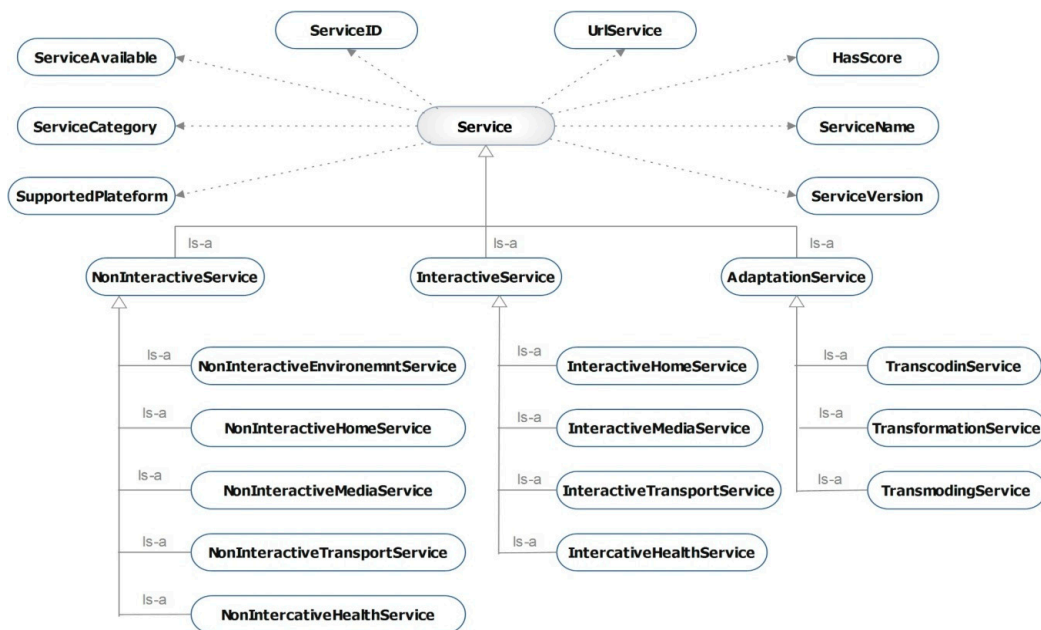 ServiceID
UrlService
ServiceAvailable
HasScore
ServiceCategory
Service
ServiceName
SupportedPlateform
ServiceVersion
Is-a
Is-a
Is-a
NonInteractiveService
InteractiveService
AdaptationService
Is-a
NonInteractiveEnvironemntService
Is-a
InteractiveHomeService
Is-a
TranscodinService
Is-a
NonInteractiveHomeService
Is-a
InteractiveMediaService
Is-a
TransformationService
Is-a
NonInteractiveMediaService
Is-a
InteractiveTransportService
Is-a
TransmodingService
Is-a
NonInteractiveTransportService
Is-a
IntercativeHealthService
Is-a
NonIntercativeHealthService